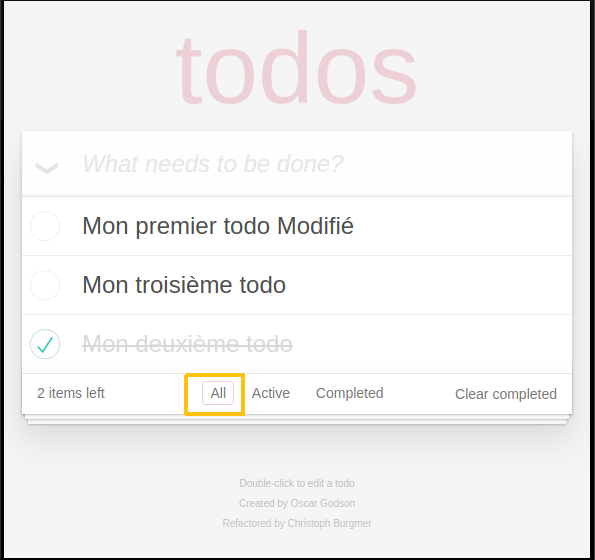 todos
What needs to be done?
Mon premier todo Modifié
Mon troisième todo
Mon deuxième todo
2 items left All Active Completed Clear completed
Double-click to edit a todo
Created by Oscar Godson
Refactored by Christoph Burgmer